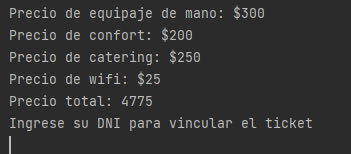 Precio de equipaje de mano: $300
Precio de confort: $200
Precio de catering: $250
Precio de wifi: $25
Precio total: 4775
Ingrese su DNI para vincular el ticket